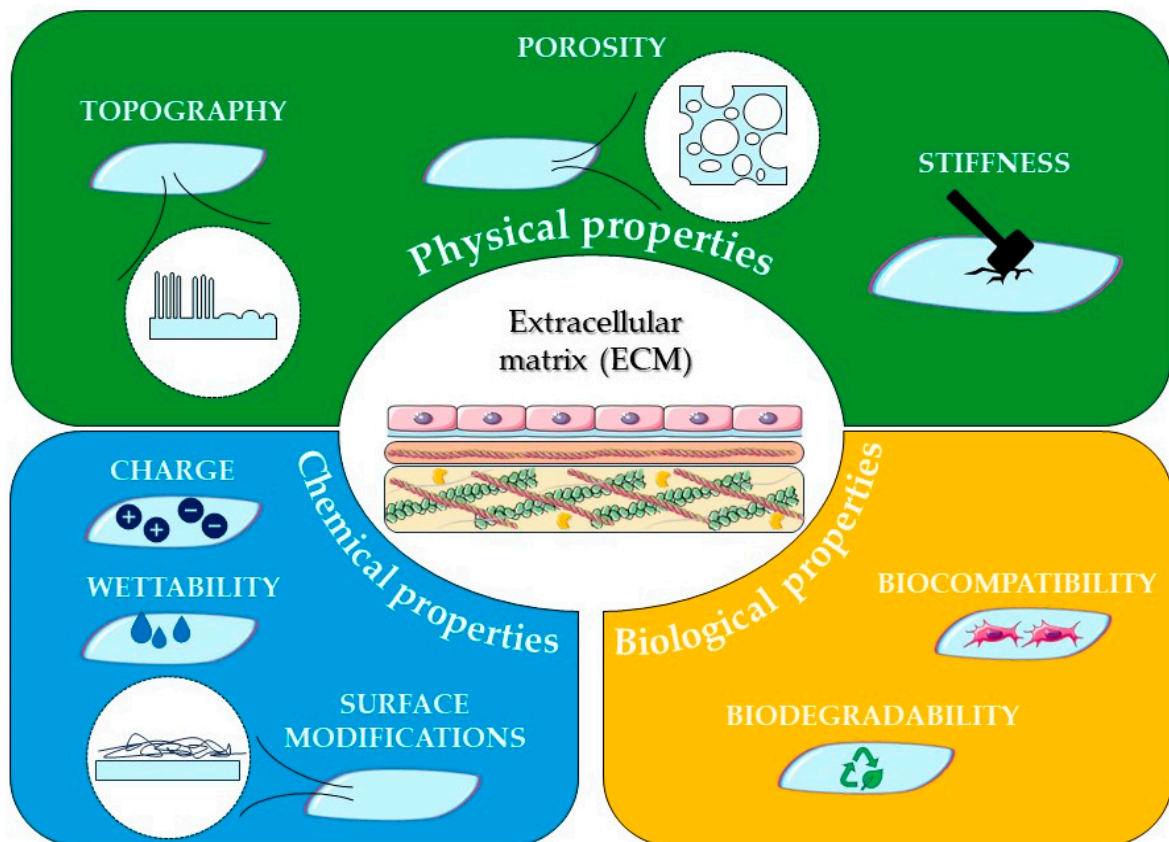 POROSITY
TOPOGRAPHY
STIFFNESS
Physical properties
Extracellular
matrix (ECM)
CHARGE
+ + - -
WETTABILITY
Chemical properties
SURFACE
MODIFICATIONS
Biological properties
BIOCOMPATIBILITY
BIODEGRADABILITY